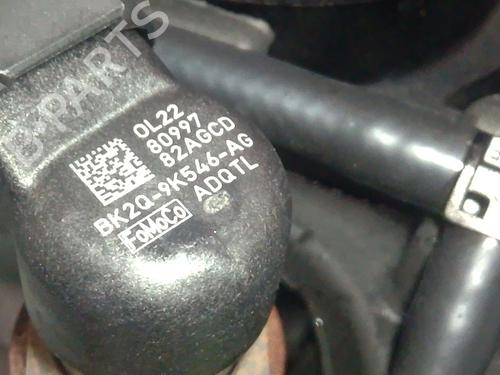 B-PARTS
0L22
80997
82AGCD
BK2Q-9K546-AG
ADQTL
FoMoCo